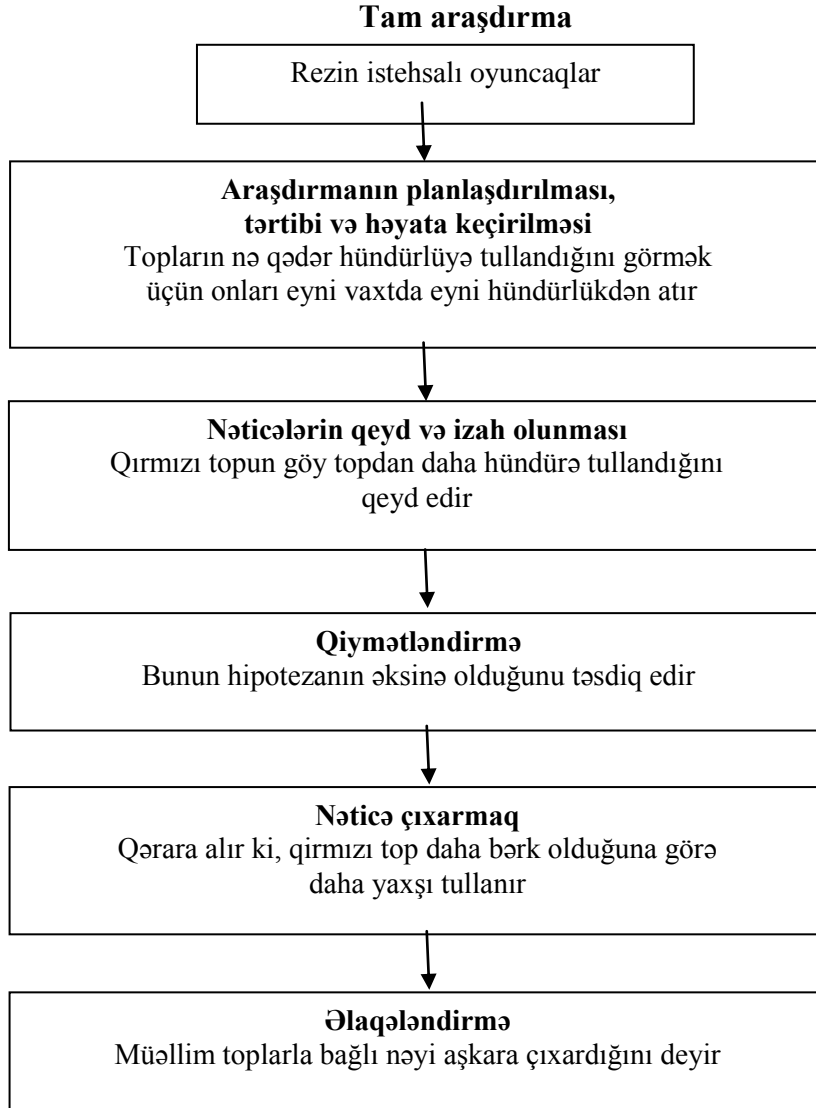 Tam araşdırma
Rezin istehsalı oyuncaqlar
Araşdırmanın planlaşdırılması,
tərtibi və həyata keçirilməsi
Topların nə qədər hündürlüyə tullandığını görmək
üçün onları eyni vaxtda eyni hündürlükdən atır
Nəticələrin qeyd və izah olunması
Qırmızı topun göy topdan daha hündürə tullandığını
qeyd edir
Qiymətləndirmə
Bunun hipotezanın əksinə olduğunu təsdiq edir
Nəticə çıxarmaq
Qərara alır ki, qirmızı top daha bərk olduğuna görə
daha yaxşı tullanır
Əlaqələndirmə
Müəllim toplarla bağlı nəyi aşkara çıxardığını deyir